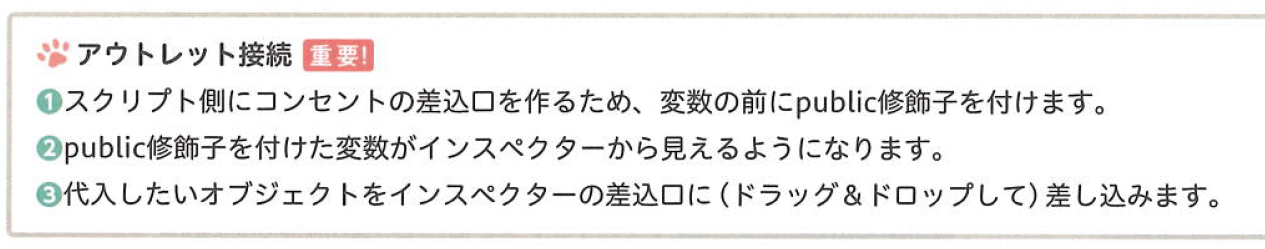 アウトレット接続 重要!
❶スクリプト側にコンセントの差込口を作るため、変数の前にpublic修飾子を付けます。
❷public修飾子を付けた変数がインスペクターから見えるようになります。
❸代入したいオブジェクトをインスペクターの差込口に(ドラッグ&ドロップして)差し込みます。